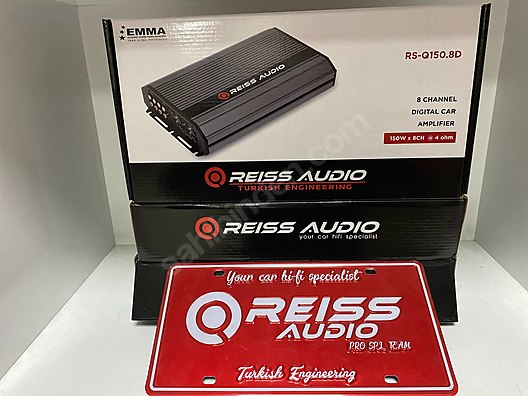 EMMA
RS-Q150.8D
REISS AUDIO
8 CHANNEL
DIGITAL CAR
AMPLIFIER
150W x 8CH @ 4 ohm
REISS AUDIO
TURKISH ENGINEERING
REISS AUDIO
your car hifi specialist
Your car hi-fi specialist
REISS
AUDIO
PRO SPL TEAM
Turkish Engineering